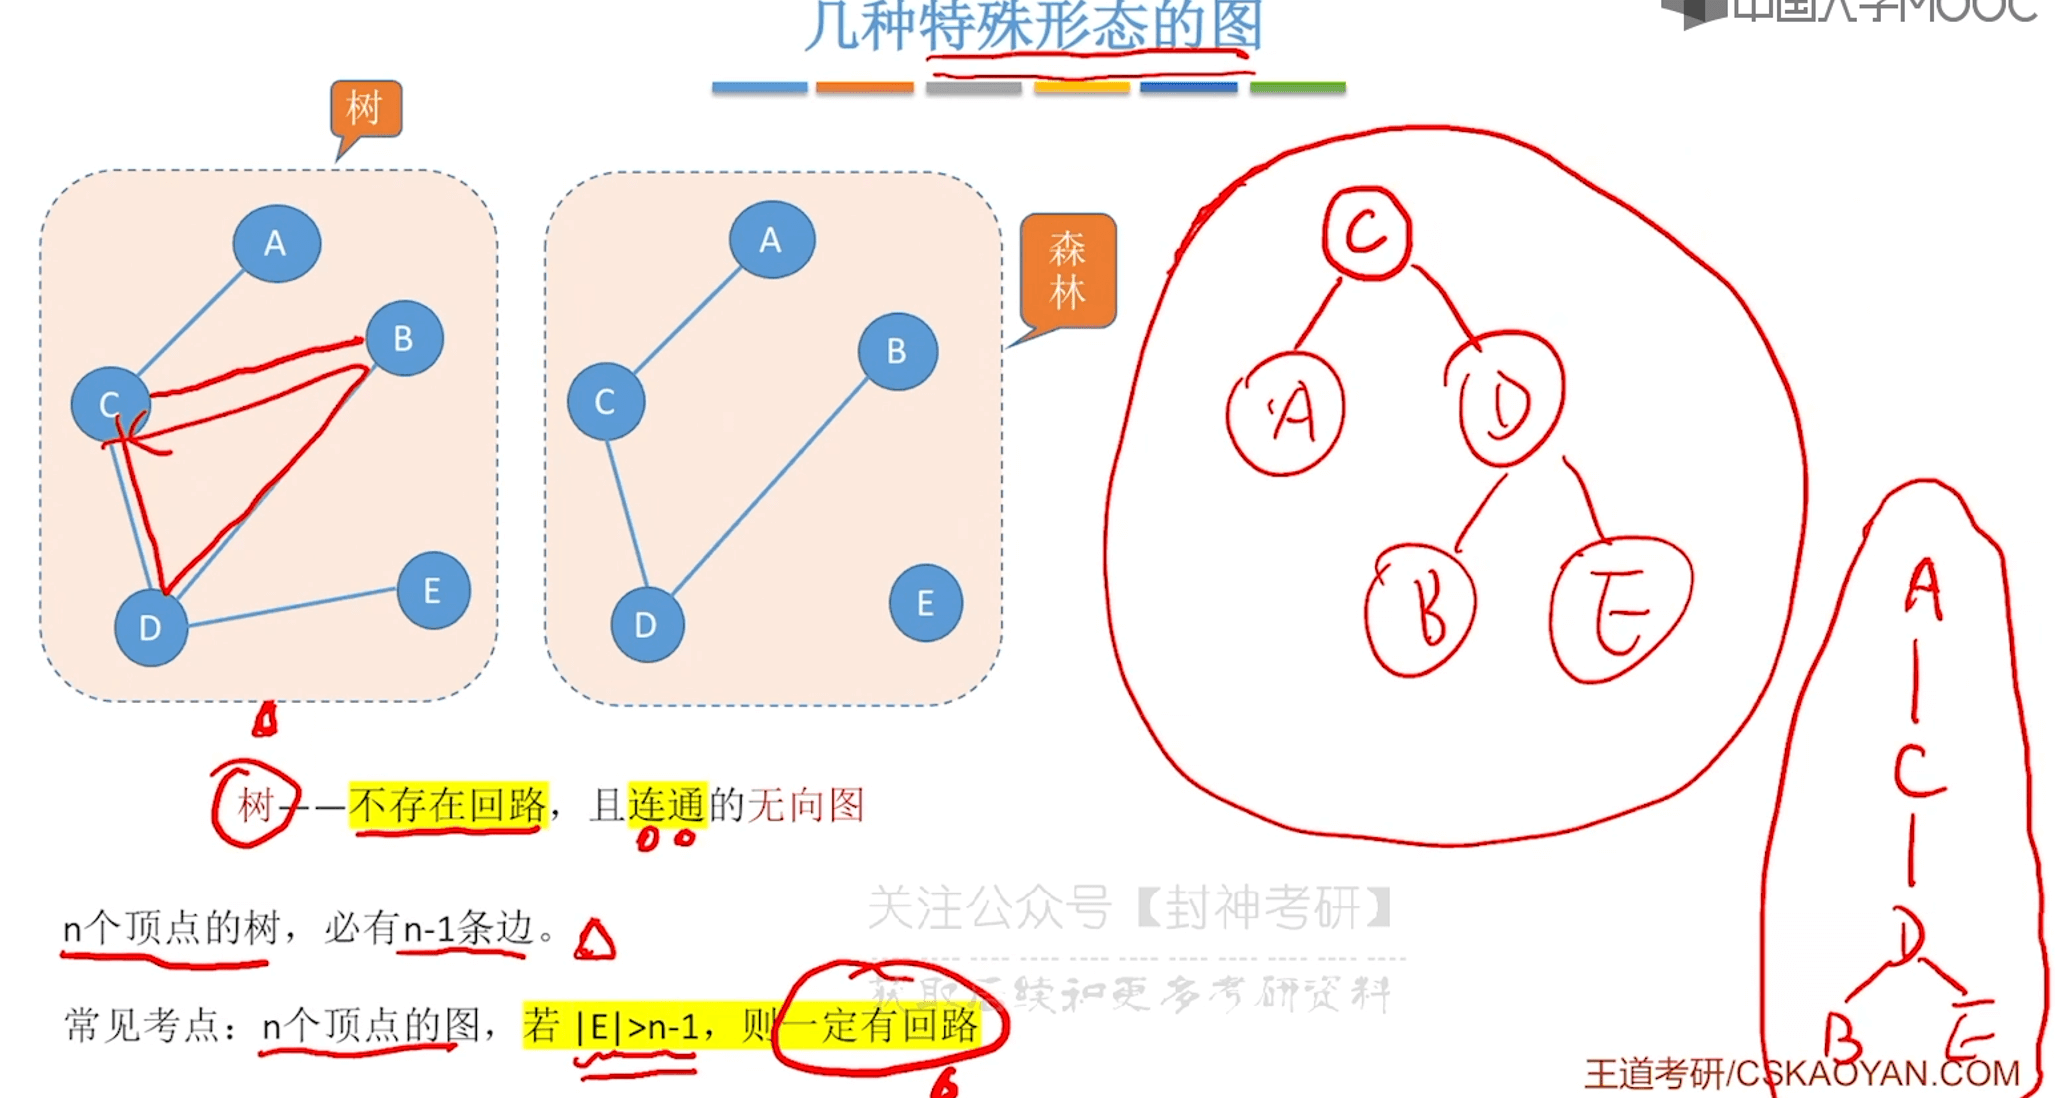 中国大学MOOC
几种特殊形态的图
树
A
B
C
D
E
森
林
A
B
C
D
E
C
A
D
B
E
A
C
D
B
E
树——不存在回路，且连通的无向图
关注公众号【封神考研】
n个顶点的树，必有n-1条边。
获取后续和更多考研资料
常见考点：n个顶点的图，若 |E|>n-1，则一定有回路
王道考研/CSKAOYAN.COM